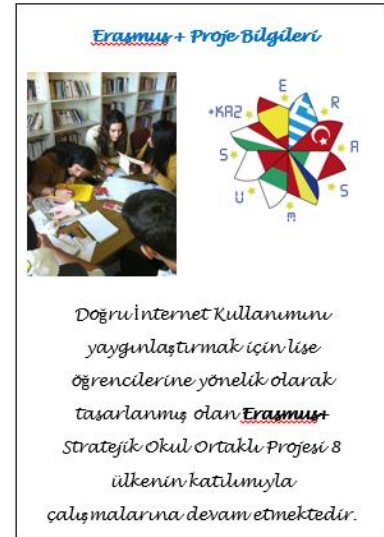 Erasmus + Proje Bilgileri
+KA2
E
R
A
S
M
U
S
Doğru İnternet Kullanımını
yaygınlaştırmak için lise
öğrencilerine yönelik olarak
tasarlanmış olan Erasmus+
Stratejik Okul Ortaklı Projesi 8
ülkenin katılımıyla
çalışmalarına devam etmektedir.